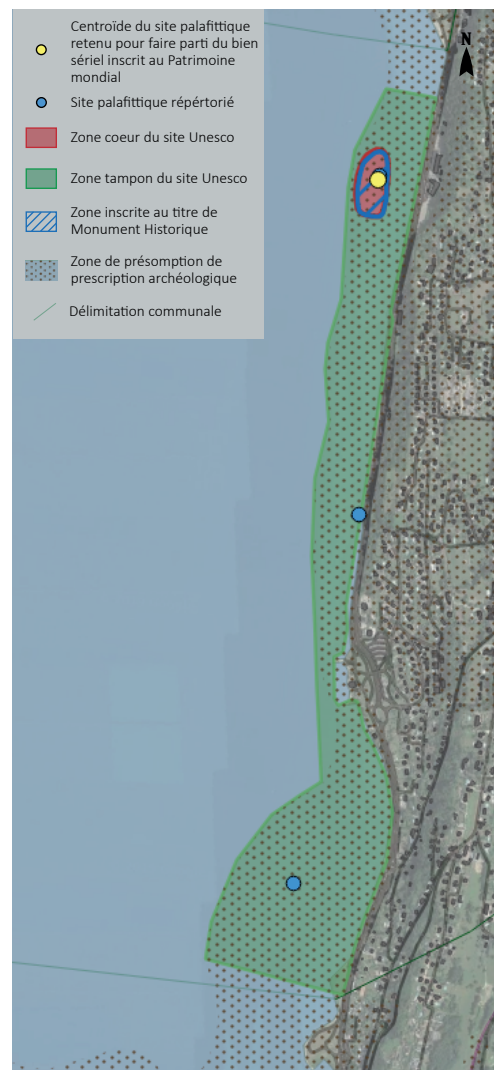 Centroïde du site palafittique
retenu pour faire parti du bien
sériel inscrit au Patrimoine
mondial
Site palafittique répértorié
Zone coeur du site Unesco
Zone tampon du site Unesco
Zone inscrite au titre de
Monument Historique
Zone de présomption de
prescription archéologique
Délimitation communale
N